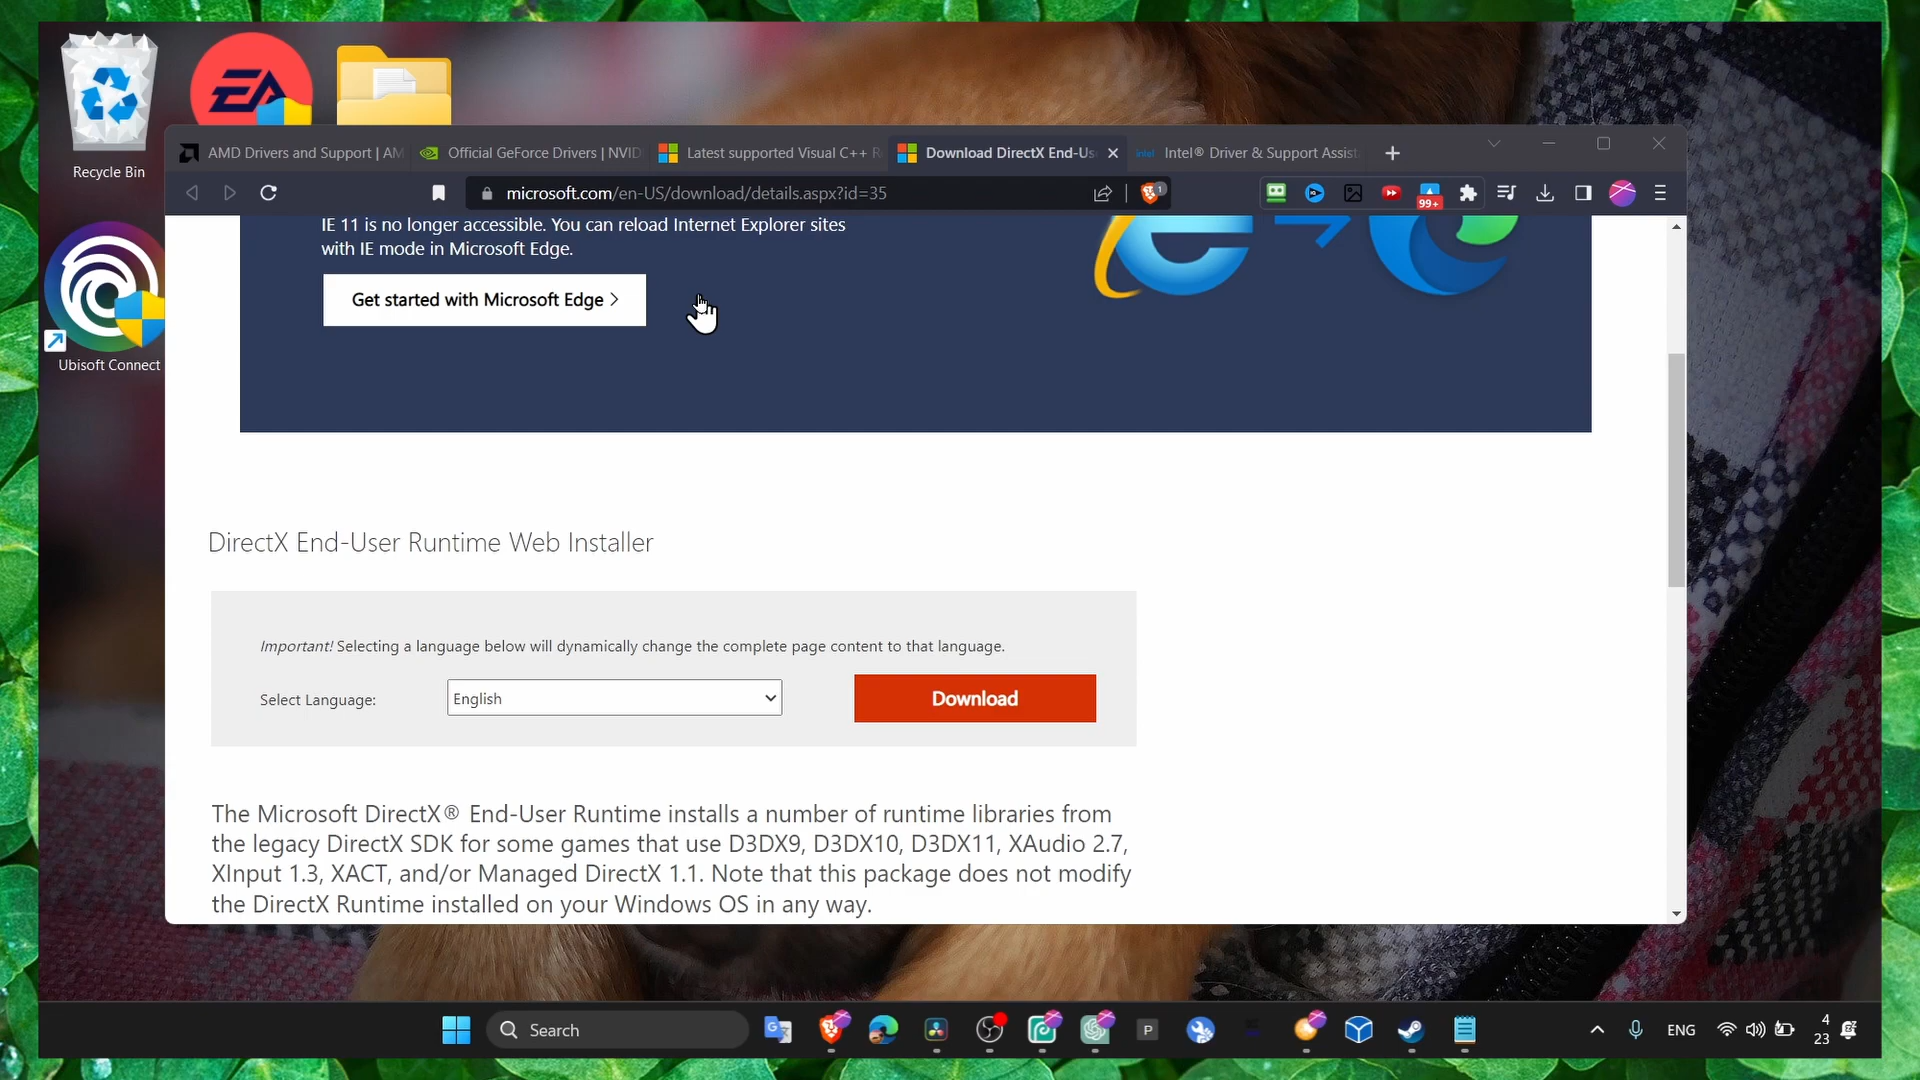 EA
Recycle Bin
Ubisoft Connect
AMD Drivers and Support | AM
Official GeForce Drivers | NVID
Latest supported Visual C++ R
Download DirectX End-Us
intel Intel® Driver & Support Assist
microsoft.com/en-US/download/details.aspx?id=35
1
99+
IE 11 is no longer accessible. You can reload Internet Explorer sites
with IE mode in Microsoft Edge.
Get started with Microsoft Edge >
DirectX End-User Runtime Web Installer
Important! Selecting a language below will dynamically change the complete page content to that language.
Select Language:
English
Download
The Microsoft DirectX® End-User Runtime installs a number of runtime libraries from
the legacy DirectX SDK for some games that use D3DX9, D3DX10, D3DX11, XAudio 2.7,
XInput 1.3, XACT, and/or Managed DirectX 1.1. Note that this package does not modify
the DirectX Runtime installed on your Windows OS in any way.
Search
P
ENG
4
23